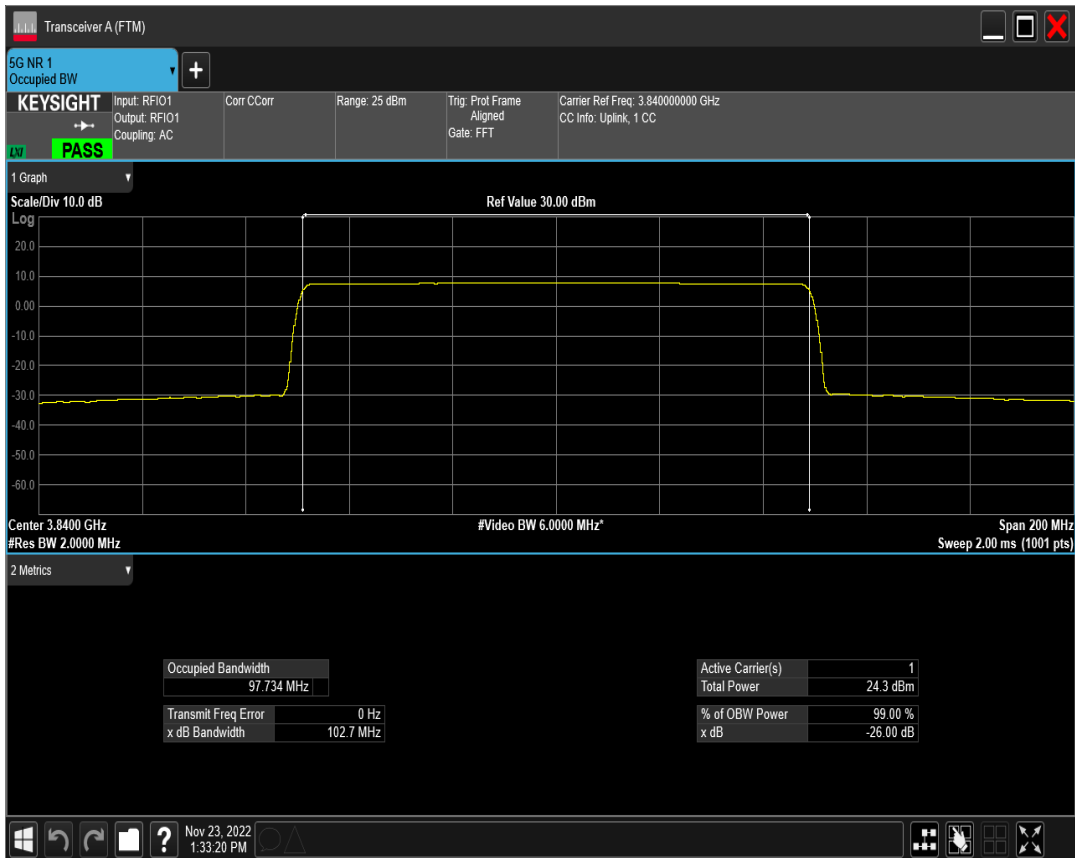 Transceiver A (FTM)
5G NR 1
Occupied BW
+
KEYSIGHT
Input: RFIO1
Output: RFIO1
Coupling: AC
Corr CCorr
Range: 25 dBm
Trig: Prot Frame
Aligned
Gate: FFT
Carrier Ref Freq: 3.840000000 GHz
CC Info: Uplink, 1 CC
LXI
PASS
1 Graph
Scale/Div 10.0 dB
Ref Value 30.00 dBm
Log
20.0
10.0
0.00
-10.0
-20.0
-30.0
-40.0
-50.0
-60.0
Center 3.8400 GHz
#Video BW 6.0000 MHz*
Span 200 MHz
#Res BW 2.0000 MHz
Sweep 2.00 ms (1001 pts)
2 Metrics
Occupied Bandwidth
97.734 MHz
Transmit Freq Error 0 Hz
x dB Bandwidth 102.7 MHz
Active Carrier(s) 1
Total Power 24.3 dBm
% of OBW Power 99.00 %
x dB -26.00 dB
?
Nov 23, 2022
1:33:20 PM